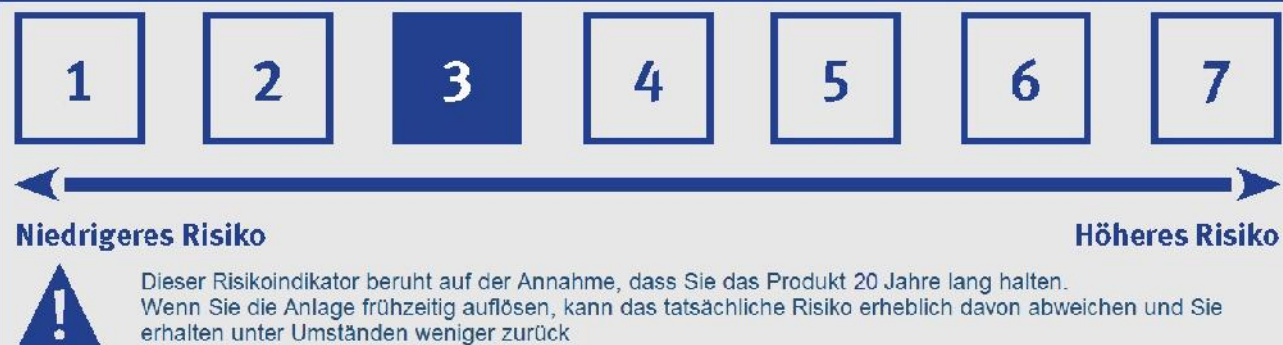 1 2 3 4 5 6 7
Niedrigeres Risiko Höheres Risiko
!
Dieser Risikoindikator beruht auf der Annahme, dass Sie das Produkt 20 Jahre lang halten.
Wenn Sie die Anlage frühzeitig auflösen, kann das tatsächliche Risiko erheblich davon abweichen und Sie
erhalten unter Umständen weniger zurück